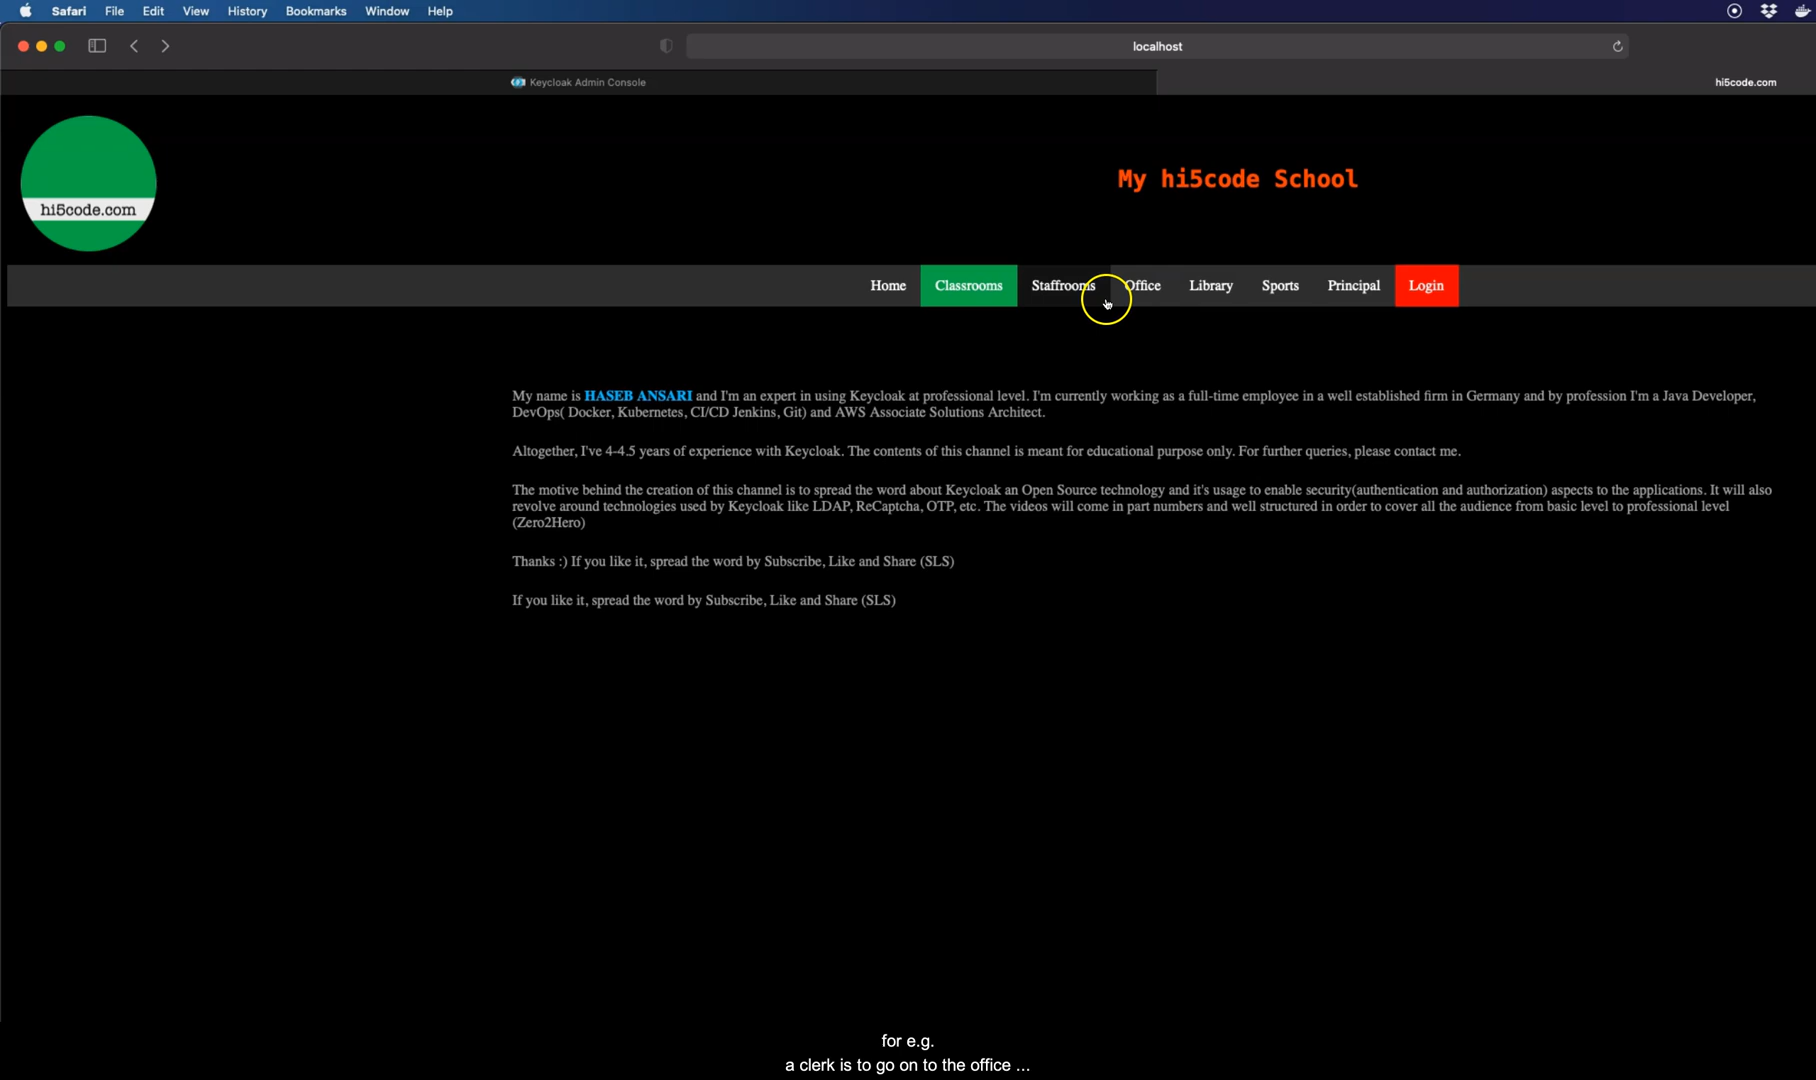 Safari File Edit View History Bookmarks Window Help
localhost
Keycloak Admin Console
hi5code.com
hi5code.com
My hi5code School
Home Classrooms Staffrooms Office Library Sports Principal Login
My name is HASEB ANSARI and I'm an expert in using Keycloak at professional level. I'm currently working as a full-time employee in a well established firm in Germany and by profession I'm a Java Developer,
DevOps( Docker, Kubernetes, CI/CD Jenkins, Git) and AWS Associate Solutions Architect.
Altogether, I've 4-4.5 years of experience with Keycloak. The contents of this channel is meant for educational purpose only. For further queries, please contact me.
The motive behind the creation of this channel is to spread the word about Keycloak an Open Source technology and it's usage to enable security(authentication and authorization) aspects to the applications. It will also
revolve around technologies used by Keycloak like LDAP, ReCaptcha, OTP, etc. The videos will come in part numbers and well structured in order to cover all the audience from basic level to professional level
(Zero2Hero)
Thanks :) If you like it, spread the word by Subscribe, Like and Share (SLS)
If you like it, spread the word by Subscribe, Like and Share (SLS)
for e.g.
a clerk is to go on to the office ...